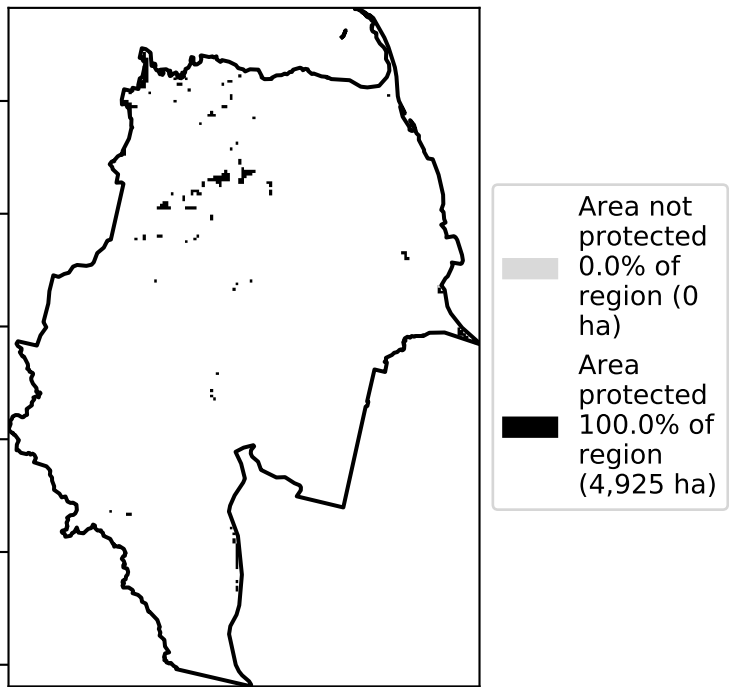 Area not
protected
0.0% of
region (0
ha)
Area
protected
100.0% of
region
(4,925 ha)